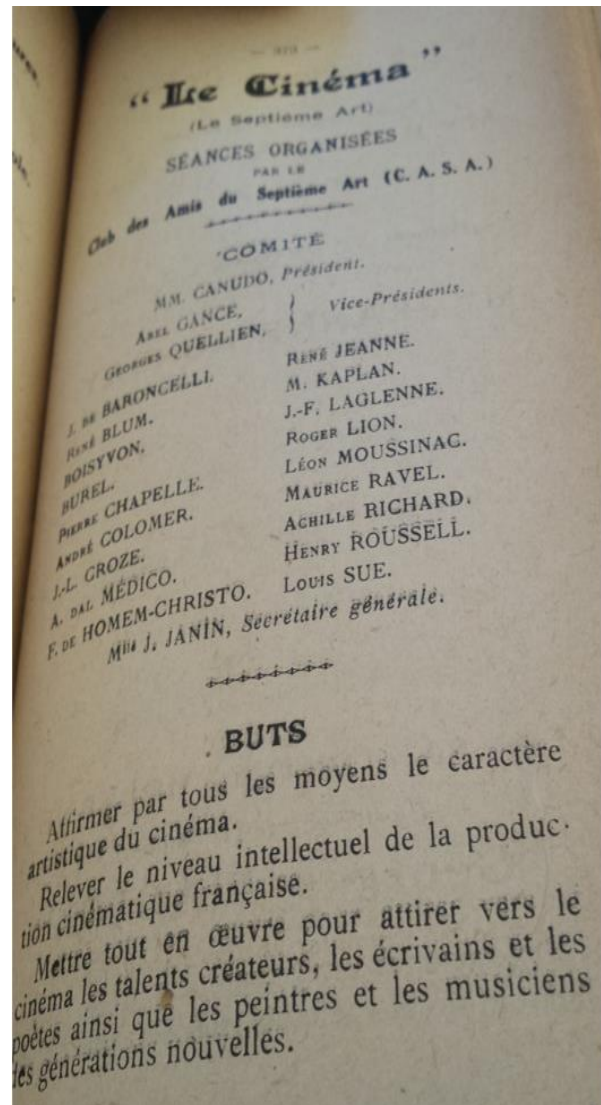 “ Le Cinéma ”
(Le Septième Art)
SÉANCES ORGANISÉES
PAR LE
Club des Amis du Septième Art (C. A. S. A.)
COMITÉ
MM. CANUDO, Président.
ABEL GANCE,
GEORGES QUELLIEN,
Vice-Présidents.
J. DE BARONCELLI.
RENÉ BLUM.
BOISYVON.
BUREL.
PIERRE CHAPELLE.
ANDRÉ COLOMER.
J.-L. CROZE.
A. DAL MÉDICO.
F. DE HOMEM-CHRISTO.
RENÉ JEANNE.
M. KAPLAN.
J.-F. LAGLENNE.
ROGER LION.
LÉON MOUSSINAC.
MAURICE RAVEL.
ACHILLE RICHARD.
HENRY ROUSSELL.
LOUIS SUE.
Mlle J. JANIN, Secrétaire générale.
BUTS
Affirmer par tous les moyens le caractère
artistique du cinéma.
Relever le niveau intellectuel de la produc-
tion cinématique française.
Mettre tout en œuvre pour attirer vers le
cinéma les talents créateurs, les écrivains et les
poètes ainsi que les peintres et les musiciens
des générations nouvelles.